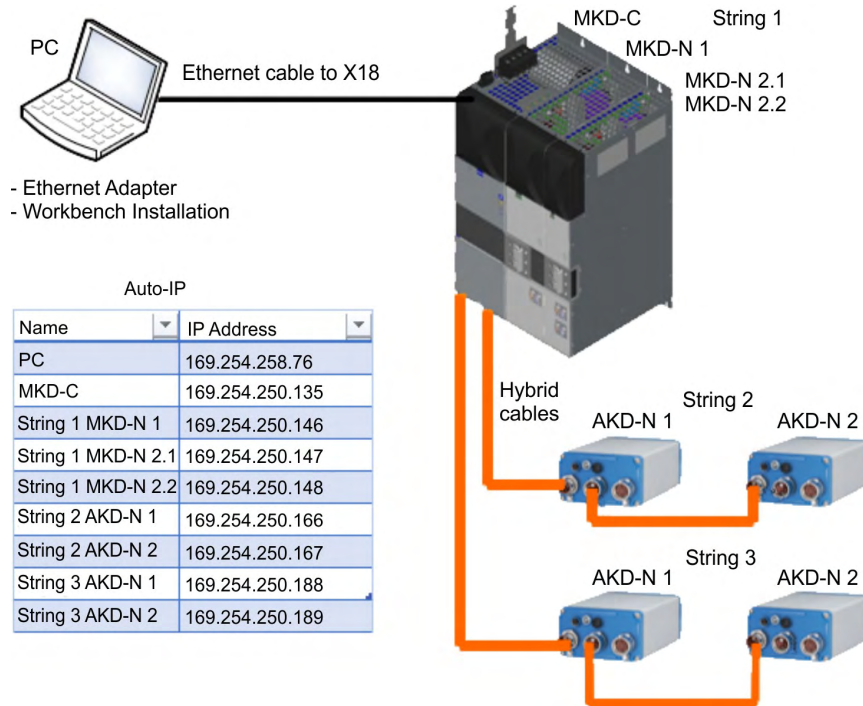 MKD-C
String 1
PC
MKD-N 1
Ethernet cable to X18
MKD-N 2.1
MKD-N 2.2
- Ethernet Adapter
- Workbench Installation
Auto-IP
Name IP Address
PC 169.254.258.76
MKD-C 169.254.250.135
String 1 MKD-N 1 169.254.250.146
String 1 MKD-N 2.1 169.254.250.147
String 1 MKD-N 2.2 169.254.250.148
String 2 AKD-N 1 169.254.250.166
String 2 AKD-N 2 169.254.250.167
String 3 AKD-N 1 169.254.250.188
String 3 AKD-N 2 169.254.250.189
Hybrid
cables
String 2
AKD-N 1
AKD-N 2
String 3
AKD-N 1
AKD-N 2